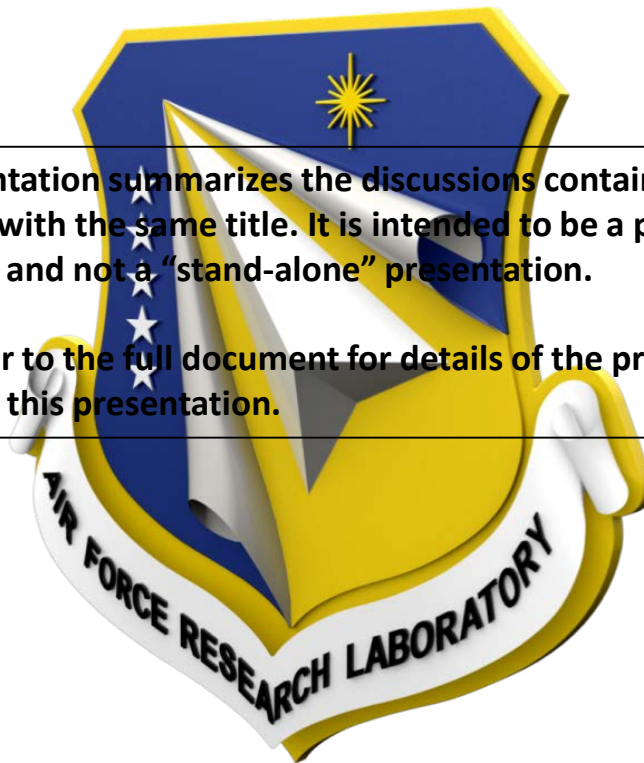 ntation summarizes the discussions contain
with the same title. It is intended to be a p
and not a “stand-alone” presentation.
r to the full document for details of the pr
this presentation.
AIR FORCE RESEARCH LABORATORY